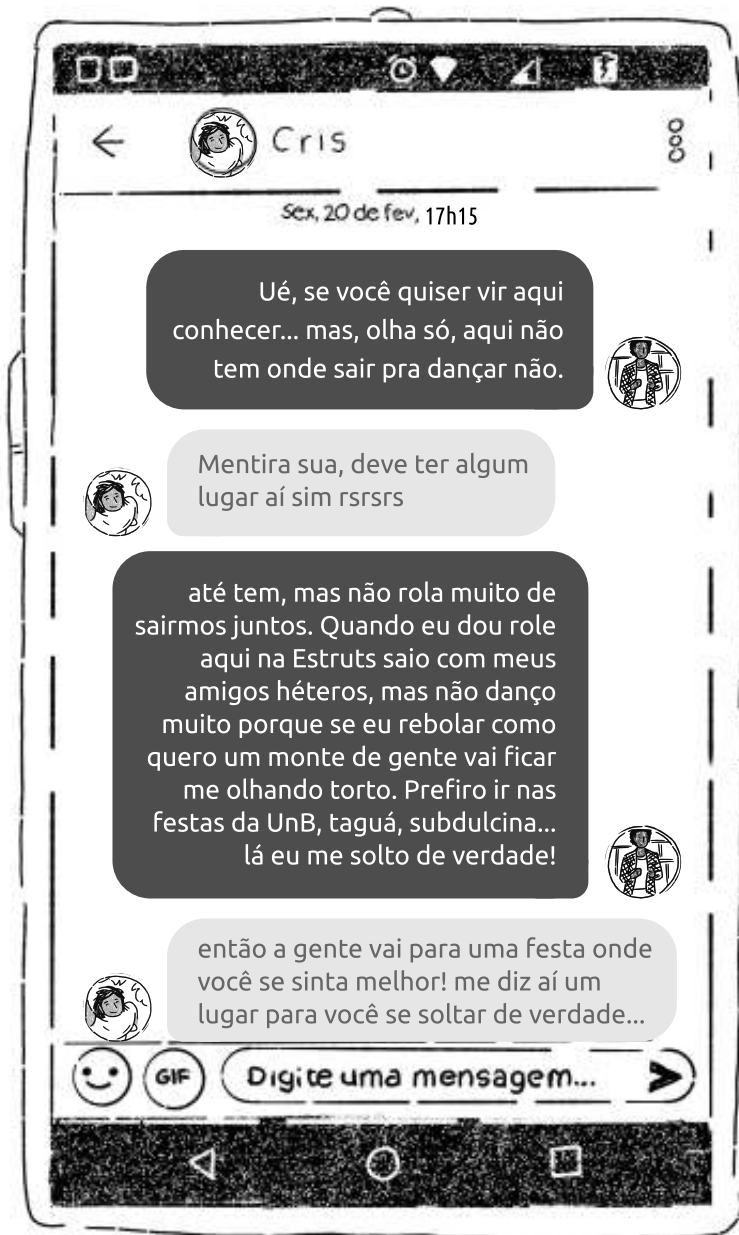 Cris
Sex, 20 de fev, 17h15
Ué, se você quiser vir aqui
conhecer... mas, olha só, aqui não
tem onde sair pra dançar não.
Mentira sua, deve ter algum
lugar aí sim rsrsrs
até tem, mas não rola muito de
sairmos juntos. Quando eu dou role
aqui na Estruts saio com meus
amigos héteros, mas não danço
muito porque se eu rebolar como
quero um monte de gente vai ficar
me olhando torto. Prefiro ir nas
festas da UnB, taguá, subdulcina...
lá eu me solto de verdade!
então a gente vai para uma festa onde
você se sinta melhor! me diz aí um
lugar para você se soltar de verdade...
GIF
Digite uma mensagem...